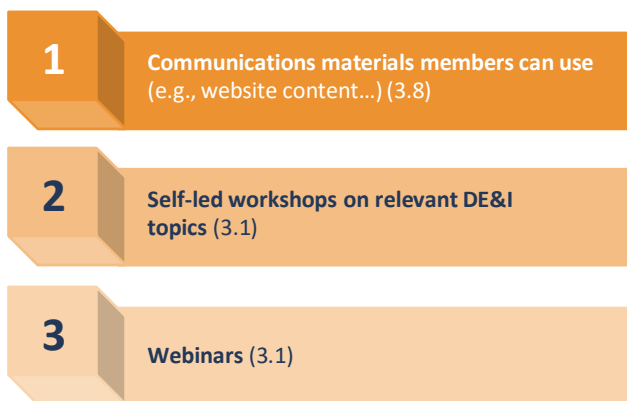 1
Communications materials members can use
(e.g., website content…) (3.8)
2
Self-led workshops on relevant DE&I
topics (3.1)
3
Webinars (3.1)